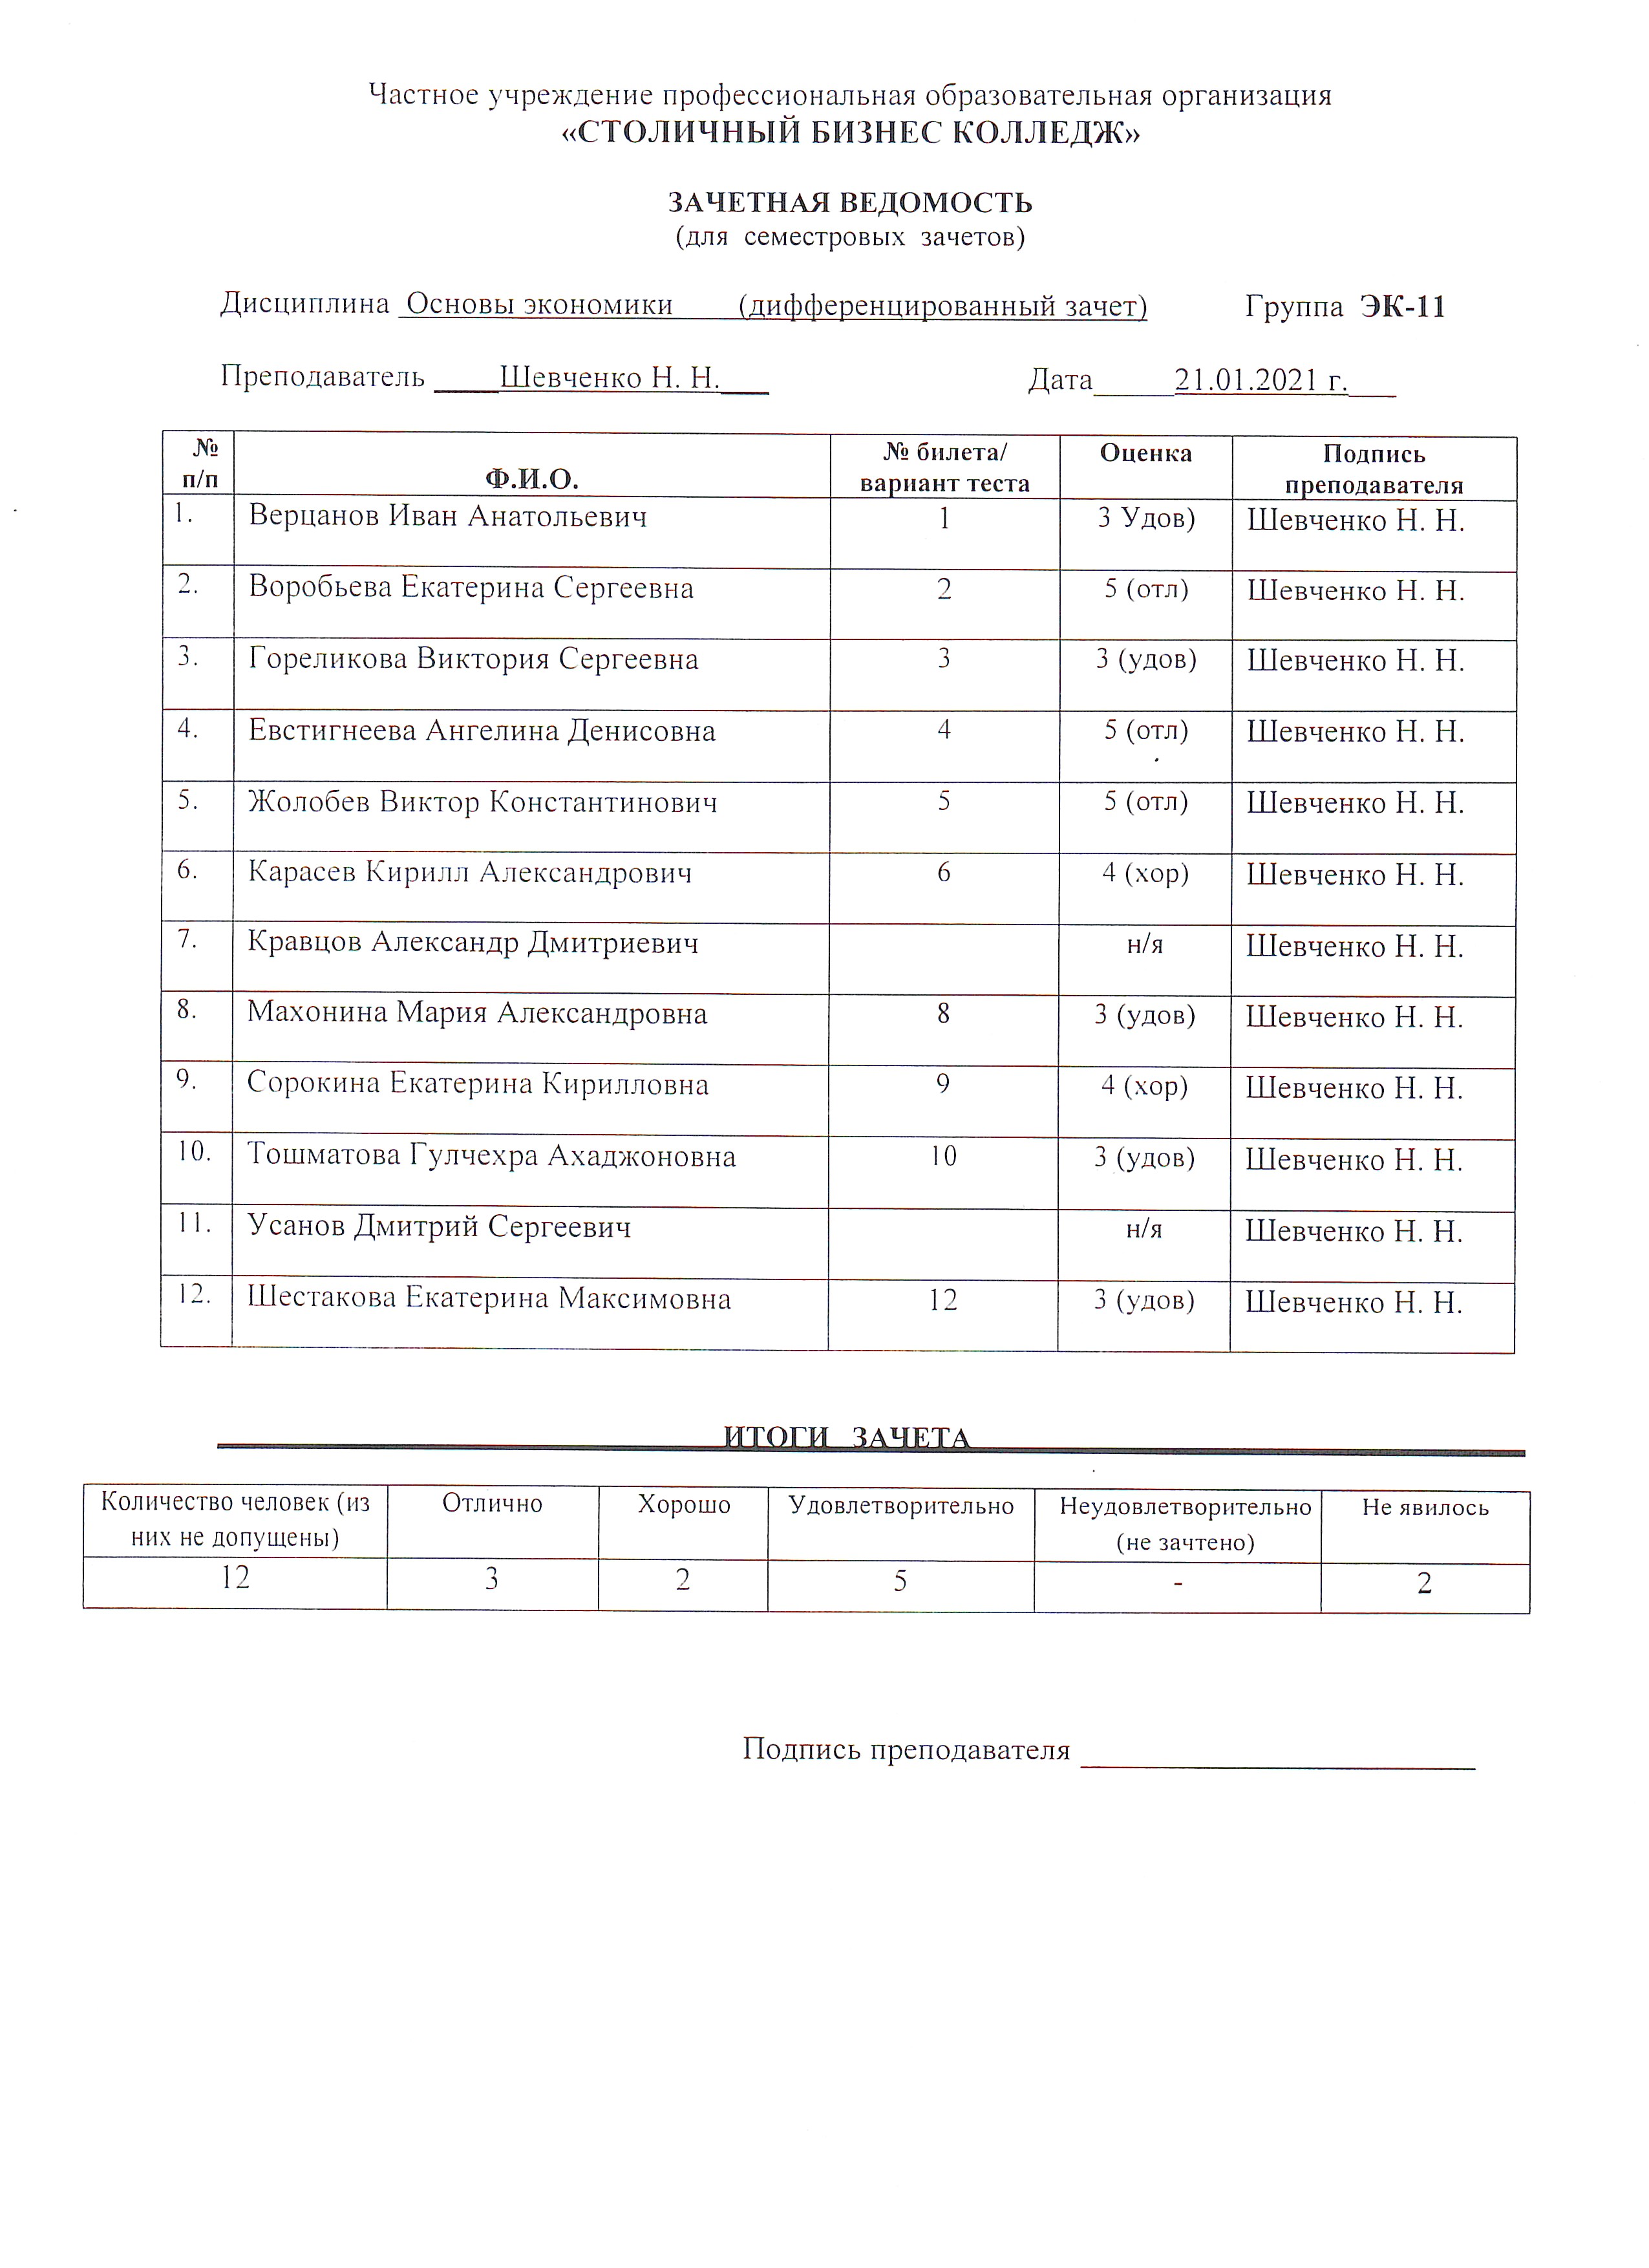 Частное учреждение профессиональная образовательная организация
«СТОЛИЧНЫЙ БИЗНЕС КОЛЛЕДЖ»
ЗАЧЕТНАЯ ВЕДОМОСТЬ
(для семестровых зачетов)
Дисциплина Основы экономики (дифференцированный зачет) Группа ЭК-11
Преподаватель Шевченко Н. Н. Дата 21.01.2021 г.
№ п/п Ф.И.О. № билета/ вариант теста Оценка Подпись преподавателя
1. Верцанов Иван Анатольевич 1 3 Удов) Шевченко Н. Н.
2. Воробьева Екатерина Сергеевна 2 5 (отл) Шевченко Н. Н.
3. Гореликова Виктория Сергеевна 3 3 (удов) Шевченко Н. Н.
4. Евстигнеева Ангелина Денисовна 4 5 (отл) Шевченко Н. Н.
5. Жолобев Виктор Константинович 5 5 (отл) Шевченко Н. Н.
6. Карасев Кирилл Александрович 6 4 (хор) Шевченко Н. Н.
7. Кравцов Александр Дмитриевич н/я Шевченко Н. Н.
8. Махонина Мария Александровна 8 3 (удов) Шевченко Н. Н.
9. Сорокина Екатерина Кирилловна 9 4 (хор) Шевченко Н. Н.
10. Тошматова Гулчехра Ахаджоновна 10 3 (удов) Шевченко Н. Н.
11. Усанов Дмитрий Сергеевич н/я Шевченко Н. Н.
12. Шестакова Екатерина Максимовна 12 3 (удов) Шевченко Н. Н.
ИТОГИ ЗАЧЕТА
Количество человек (из них не допущены) Отлично Хорошо Удовлетворительно Неудовлетворительно (не зачтено) Не явилось
12 3 2 5 - 2
Подпись преподавателя